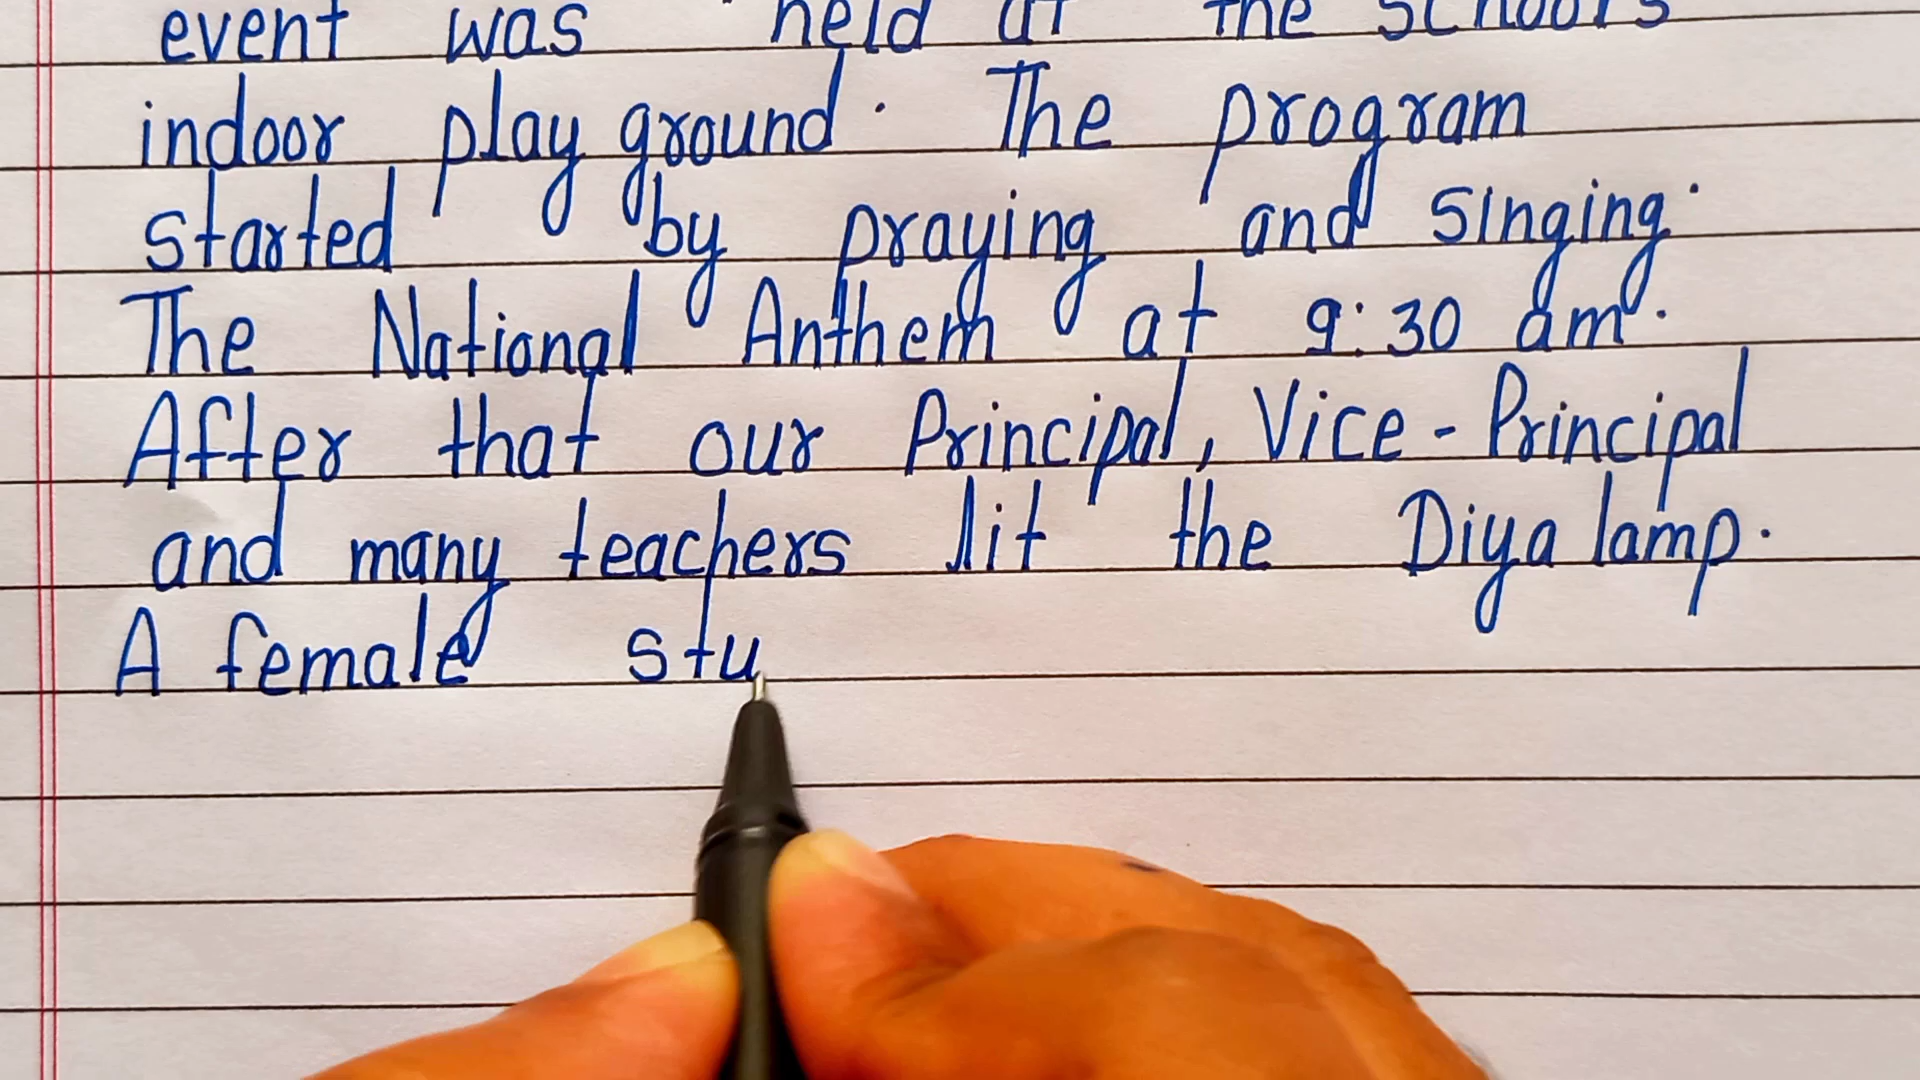 event was held at the school's
indoor play ground. The program
started by praying and singing.
The National Anthem at 9:30 am.
After that our Principal, Vice-Principal
and many teachers lit the Diya lamp.
A female stu